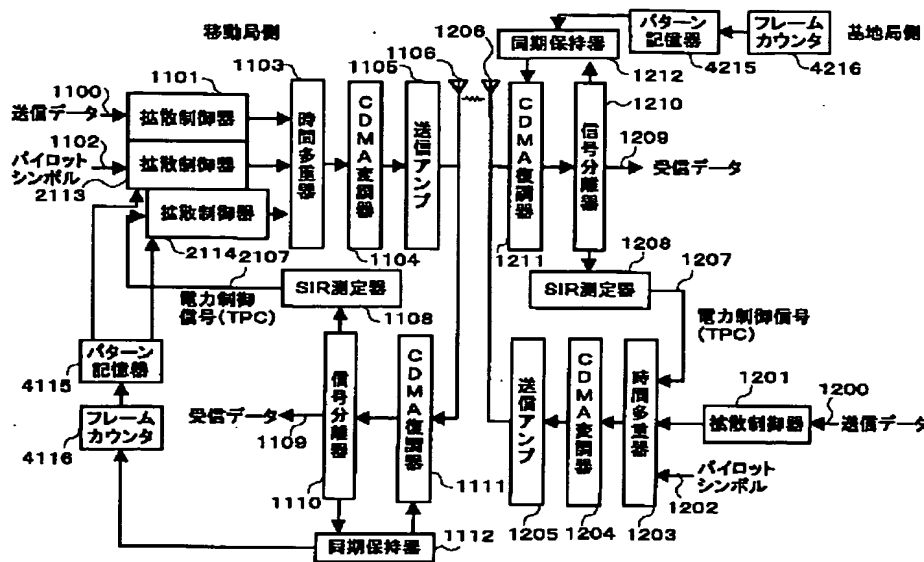 移動局側
基地局側
1100
送信データ
1101
拡散制御器
1102
パイロット
シンボル
2113
拡散制御器
拡散制御器
2114
2107
電力制御
信号(TPC)
1103
時間多重器
CDMA変調器
1104
1105
送信アンプ
1106
1206
同期保持器
1212
パターン
記憶器
4215
フレーム
カウンタ
4216
CDMA復調器
1211
1210
信号分離器
1209
受信データ
1208
SIR測定器
1207
電力制御信号
(TPC)
SIR測定器
1108
パターン
記憶器
4115
フレーム
カウンタ
4116
受信データ
1109
信号分離器
1110
CDMA復調器
1111
同期保持器
1112
送信アンプ
1205
CDMA変調器
1204
時間多重器
1203
1201
拡散制御器
1200
送信データ
パイロット
シンボル
1202